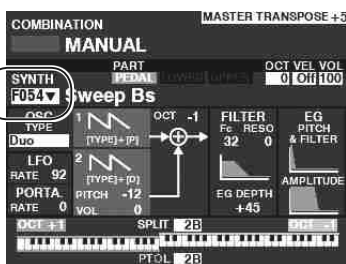 MASTER TRANSPOSE +5
COMBINATION
MANUAL
PART
OCT VEL VOL
SYNTH
PEDAL LOWER UPPER
0 Off 100
F054▼ Sweep Bs
OSC
TYPE
Duo
1
[TYPE]+[P]
OCT -1
FILTER
Fc RESO
32 0
EG
PITCH
& FILTER
LFO
RATE 92
2
[TYPE]+[D]
PITCH -12
VOL 0
EG DEPTH
+45
AMPLITUDE
PORTA.
RATE 0
OCT +1
SPLIT 2B
OCT -1
PTOL 2B